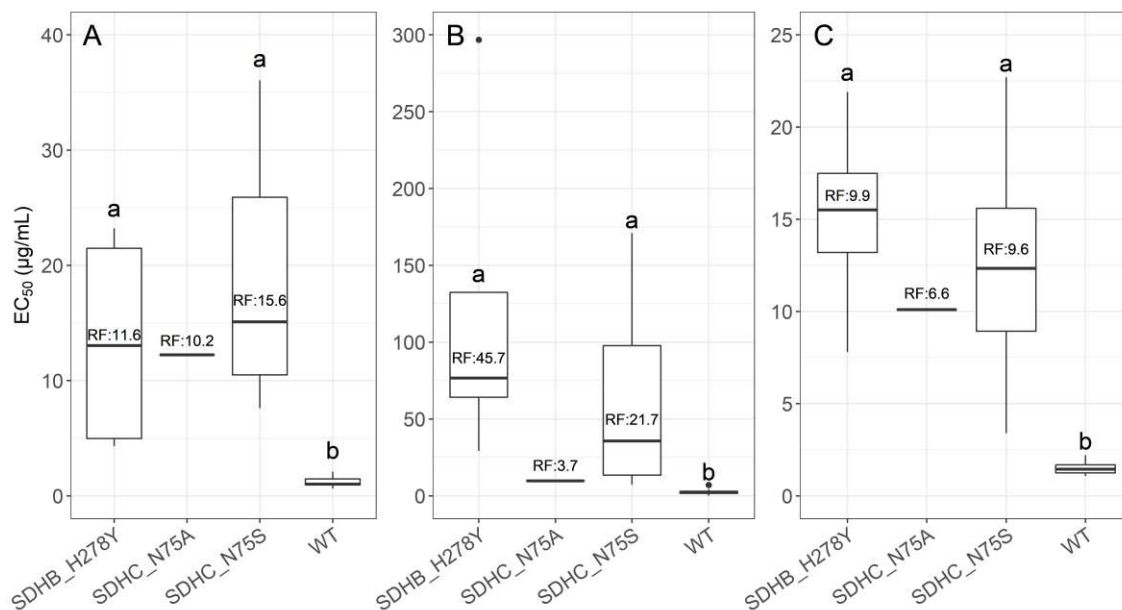 A
B
C
EC50 (µg/mL)
40
30
20
10
0
a
a
b
RF:11.6
RF:10.2
RF:15.6
SDHB_H278Y
SDHC_N75A
SDHC_N75S
WT
300
250
200
150
100
50
0
a
a
b
RF:45.7
RF:3.7
RF:21.7
SDHB_H278Y
SDHC_N75A
SDHC_N75S
WT
25
20
15
10
5
0
a
a
b
RF:9.9
RF:6.6
RF:9.6
SDHB_H278Y
SDHC_N75A
SDHC_N75S
WT